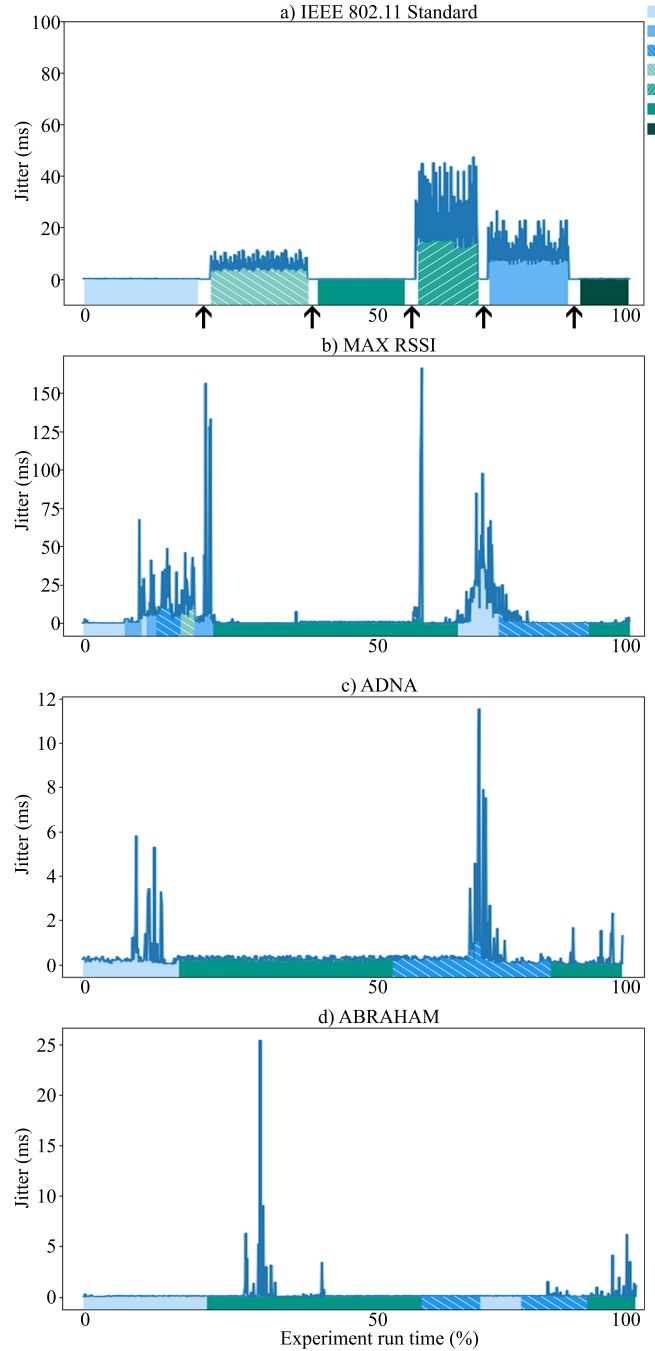 a) IEEE 802.11 Standard
100
80
60
40
20
0
Jitter (ms)
0 50 100
b) MAX RSSI
150
125
100
75
50
25
0
Jitter (ms)
0 50 100
c) ADNA
12
10
8
6
4
2
0
Jitter (ms)
0 50 100
d) ABRAHAM
25
20
15
10
5
0
Jitter (ms)
0 50 100
Experiment run time (%)